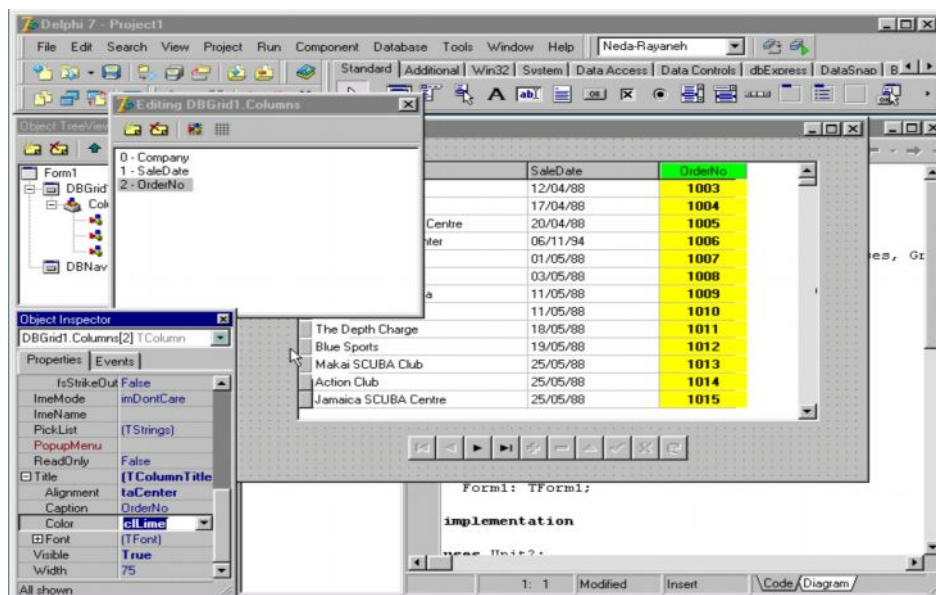 Delphi 7 - Project1
File Edit Search View Project Run Component Database Tools Window Help Neda-Rayaneh
Standard Additional Win32 System Data Access Data Controls dbExpress DataSnap B
Editing DBGrid1.Columns
Object TreeView
0 - Company
1 - SaleDate
2 - OrderNo
Form1
DBGrid
Colu
DBNav
SaleDate OrderNo
12/04/88 1003
17/04/88 1004
Centre 20/04/88 1005
nter 06/11/94 1006
01/05/88 1007
03/05/88 1008
a 11/05/88 1009
11/05/88 1010
The Depth Charge 18/05/88 1011
Blue Sports 19/05/88 1012
Makai SCUBA Club 25/05/88 1013
Action Club 25/05/88 1014
Jamaica SCUBA Centre 25/05/88 1015
es, Gr
Object Inspector
DBGrid1.Columns[2] TColumn
Properties Events
fsStrikeOut False
ImeMode imDontCare
ImeName
PickList (TStrings)
PopupMenu
ReadOnly False
Title (TColumnTitle
Alignment taCenter
Caption OrderNo
Color clLime
Font (TFont)
Visible True
Width 75
All shown
Form1: TForm1;
implementation
uses Unit2;
1: 1 Modified Insert Code Diagram